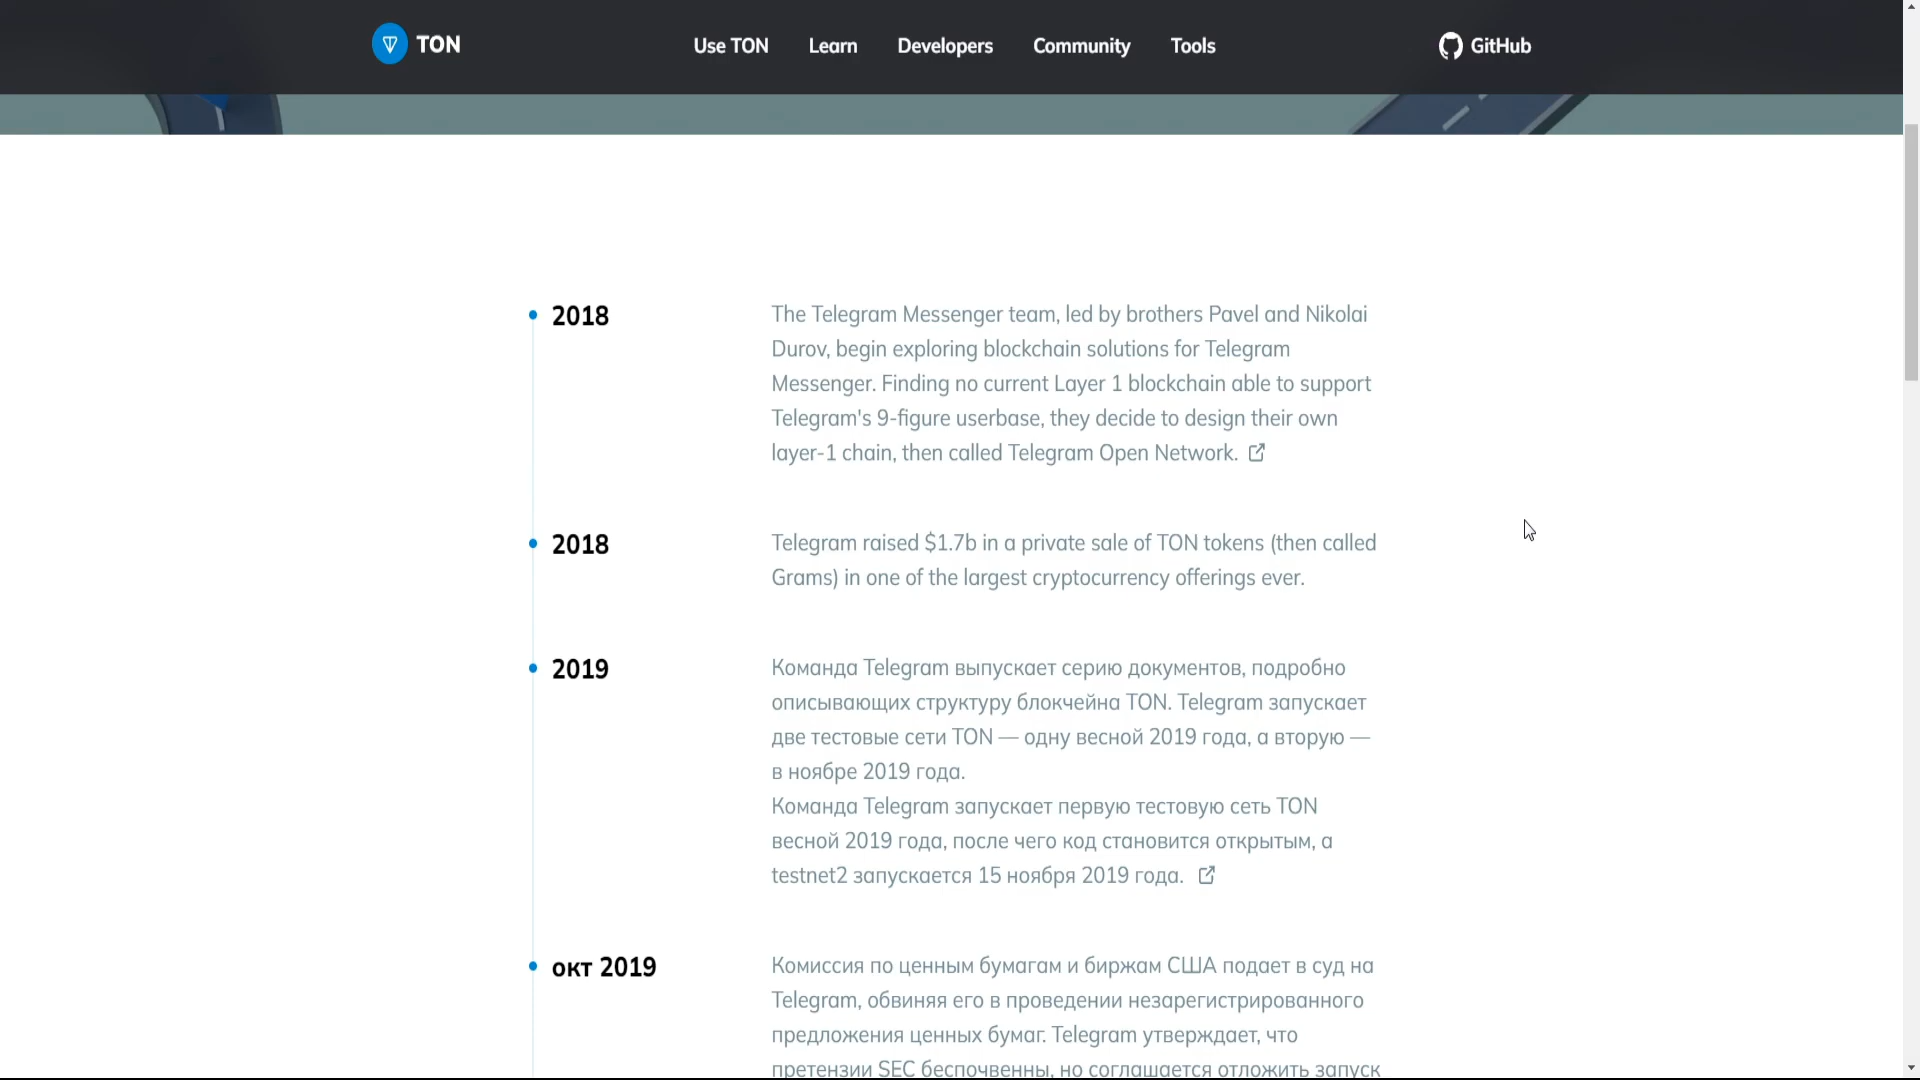 TON
Use TON
Learn
Developers
Community
Tools
GitHub
2018
The Telegram Messenger team, led by brothers Pavel and Nikolai
Durov, begin exploring blockchain solutions for Telegram
Messenger. Finding no current Layer 1 blockchain able to support
Telegram's 9-figure userbase, they decide to design their own
layer-1 chain, then called Telegram Open Network.
2018
Telegram raised $1.7b in a private sale of TON tokens (then called
Grams) in one of the largest cryptocurrency offerings ever.
2019
Команда Telegram выпускает серию документов, подробно
описывающих структуру блокчейна TON. Telegram запускает
две тестовые сети TON — одну весной 2019 года, а вторую —
в ноябре 2019 года.
Команда Telegram запускает первую тестовую сеть TON
весной 2019 года, после чего код становится открытым, а
testnet2 запускается 15 ноября 2019 года.
окт 2019
Комиссия по ценным бумагам и биржам США подает в суд на
Telegram, обвиняя его в проведении незарегистрированного
предложения ценных бумаг. Telegram утверждает, что
претензии SEC беспочвенны, но соглашается отложить запуск